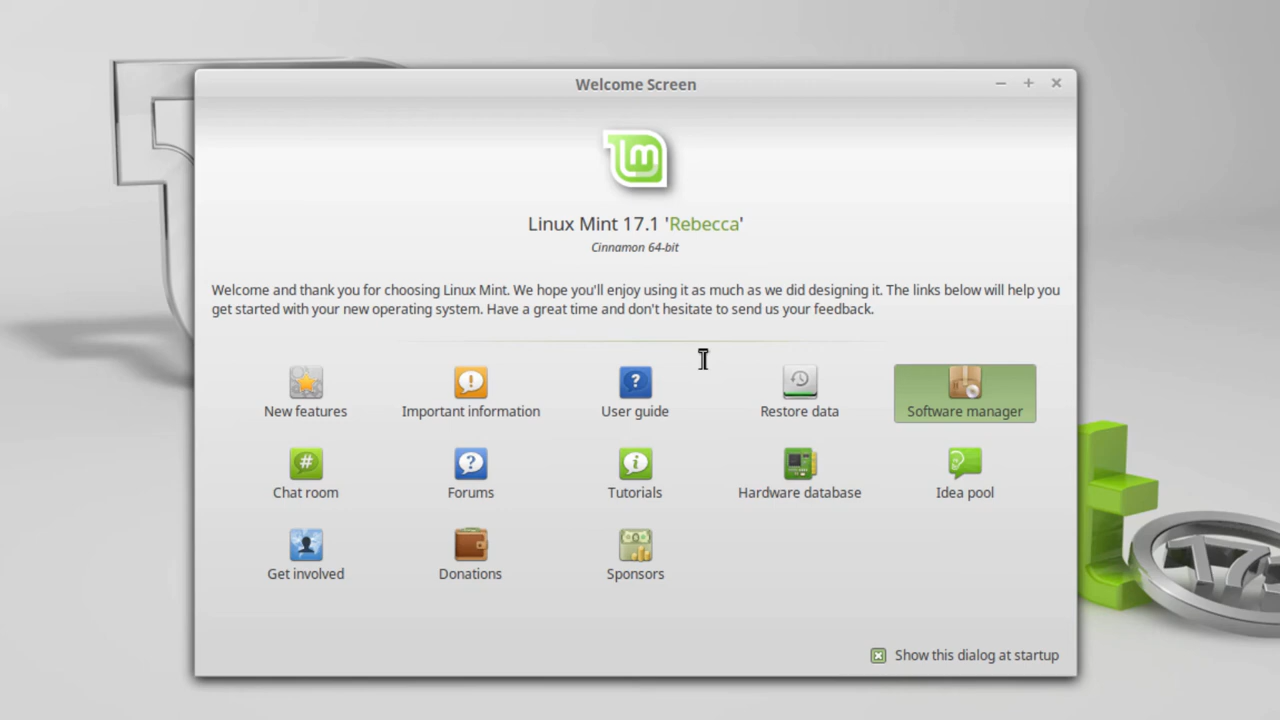 Welcome Screen
lm
Linux Mint 17.1 'Rebecca'
Cinnamon 64-bit
Welcome and thank you for choosing Linux Mint. We hope you'll enjoy using it as much as we did designing it. The links below will help you
get started with your new operating system. Have a great time and don't hesitate to send us your feedback.
New features
Important information
User guide
Restore data
Software manager
Chat room
Forums
Tutorials
Hardware database
Idea pool
Get involved
Donations
Sponsors
Show this dialog at startup
t